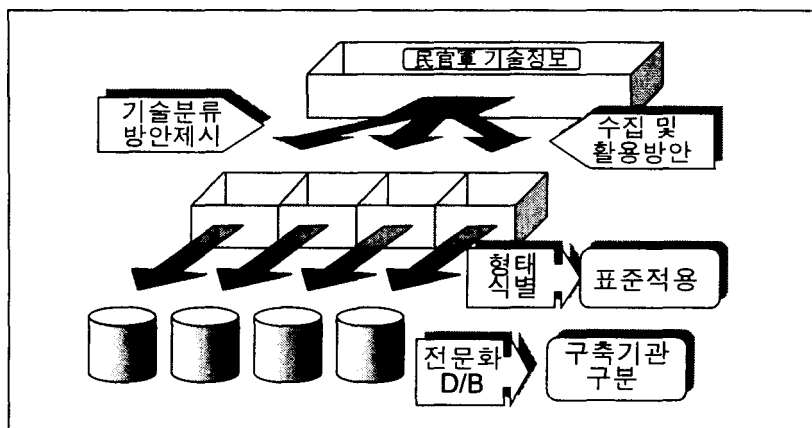 民官軍 기술정보
기술분류
방안제시
수집 및
활용방안
형태
식별
표준적용
전문화
D/B
구축기관
구분